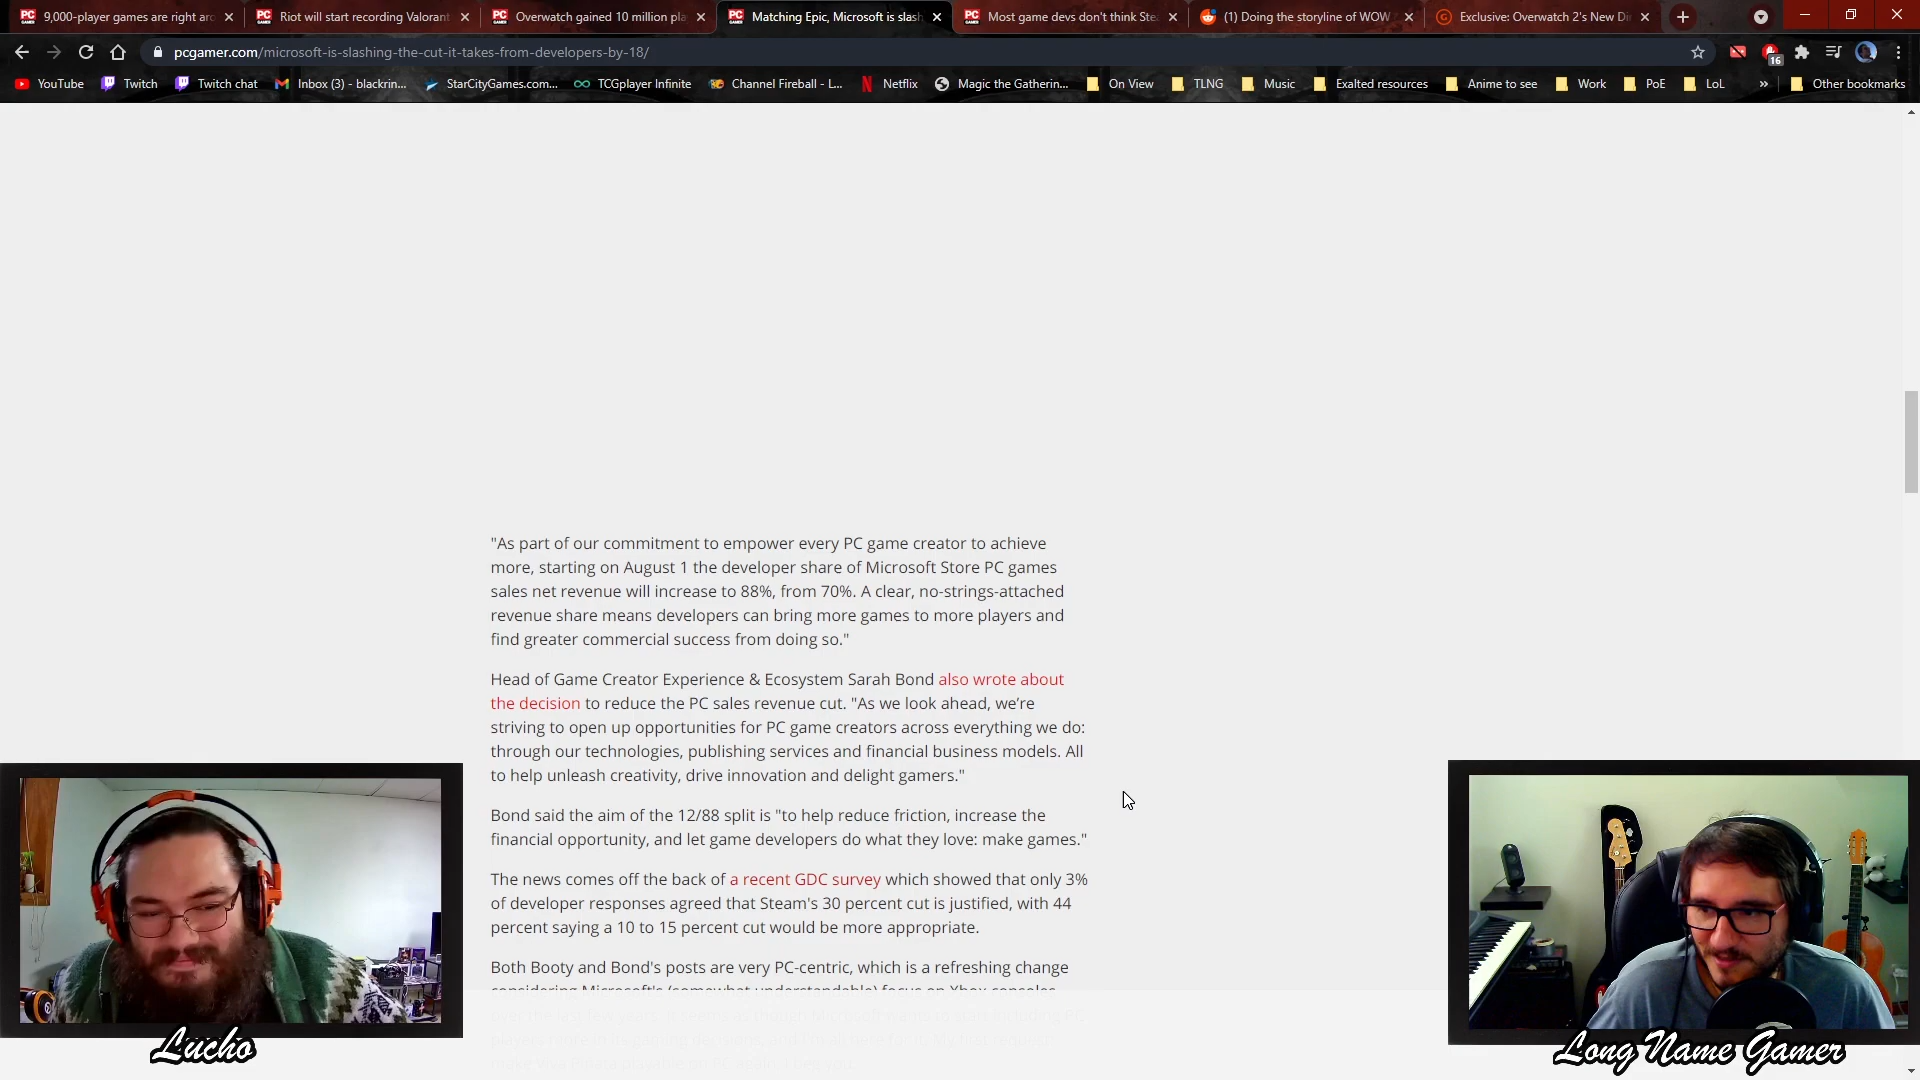 9,000-player games are right aro
Riot will start recording Valorant
Overwatch gained 10 million pla
Matching Epic, Microsoft is slash
Most game devs don't think Stea
(1) Doing the storyline of WOW
Exclusive: Overwatch 2's New Di
pcgamer.com/microsoft-is-slashing-the-cut-it-takes-from-developers-by-18/
16
YouTube
Twitch
Twitch chat
Inbox (3) - blackrin...
StarCityGames.com...
TCGplayer Infinite
Channel Fireball - L...
Netflix
Magic the Gatherin...
On View
TLNG
Music
Exalted resources
Anime to see
Work
PoE
LoL
»
Other bookmarks
"As part of our commitment to empower every PC game creator to achieve
more, starting on August 1 the developer share of Microsoft Store PC games
sales net revenue will increase to 88%, from 70%. A clear, no-strings-attached
revenue share means developers can bring more games to more players and
find greater commercial success from doing so."
Head of Game Creator Experience & Ecosystem Sarah Bond also wrote about
the decision to reduce the PC sales revenue cut. "As we look ahead, we're
striving to open up opportunities for PC game creators across everything we do:
through our technologies, publishing services and financial business models. All
to help unleash creativity, drive innovation and delight gamers."
Bond said the aim of the 12/88 split is "to help reduce friction, increase the
financial opportunity, and let game developers do what they love: make games."
The news comes off the back of a recent GDC survey which showed that only 3%
of developer responses agreed that Steam's 30 percent cut is justified, with 44
percent saying a 10 to 15 percent cut would be more appropriate.
Both Booty and Bond's posts are very PC-centric, which is a refreshing change
considering Microsoft's (somewhat understandable) focus on Xbox consoles
Lucho
Long Name Gamer